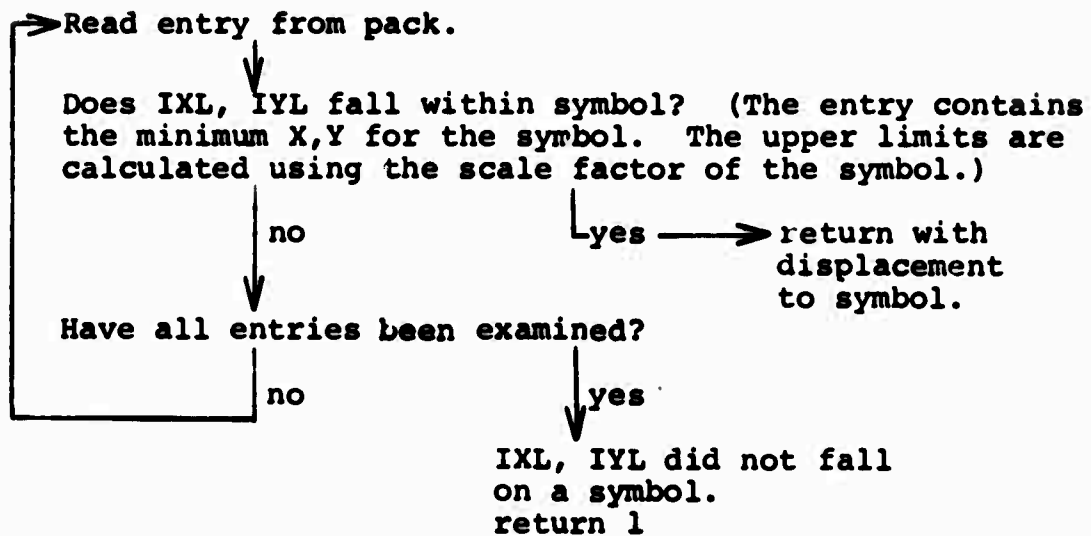 Read entry from pack.
Does IXL, IYL fall within symbol? (The entry contains
the minimum X,Y for the symbol. The upper limits are
calculated using the scale factor of the symbol.)
no
yes
return with
displacement
to symbol.
Have all entries been examined?
no
yes
IXL, IYL did not fall
on a symbol.
return 1